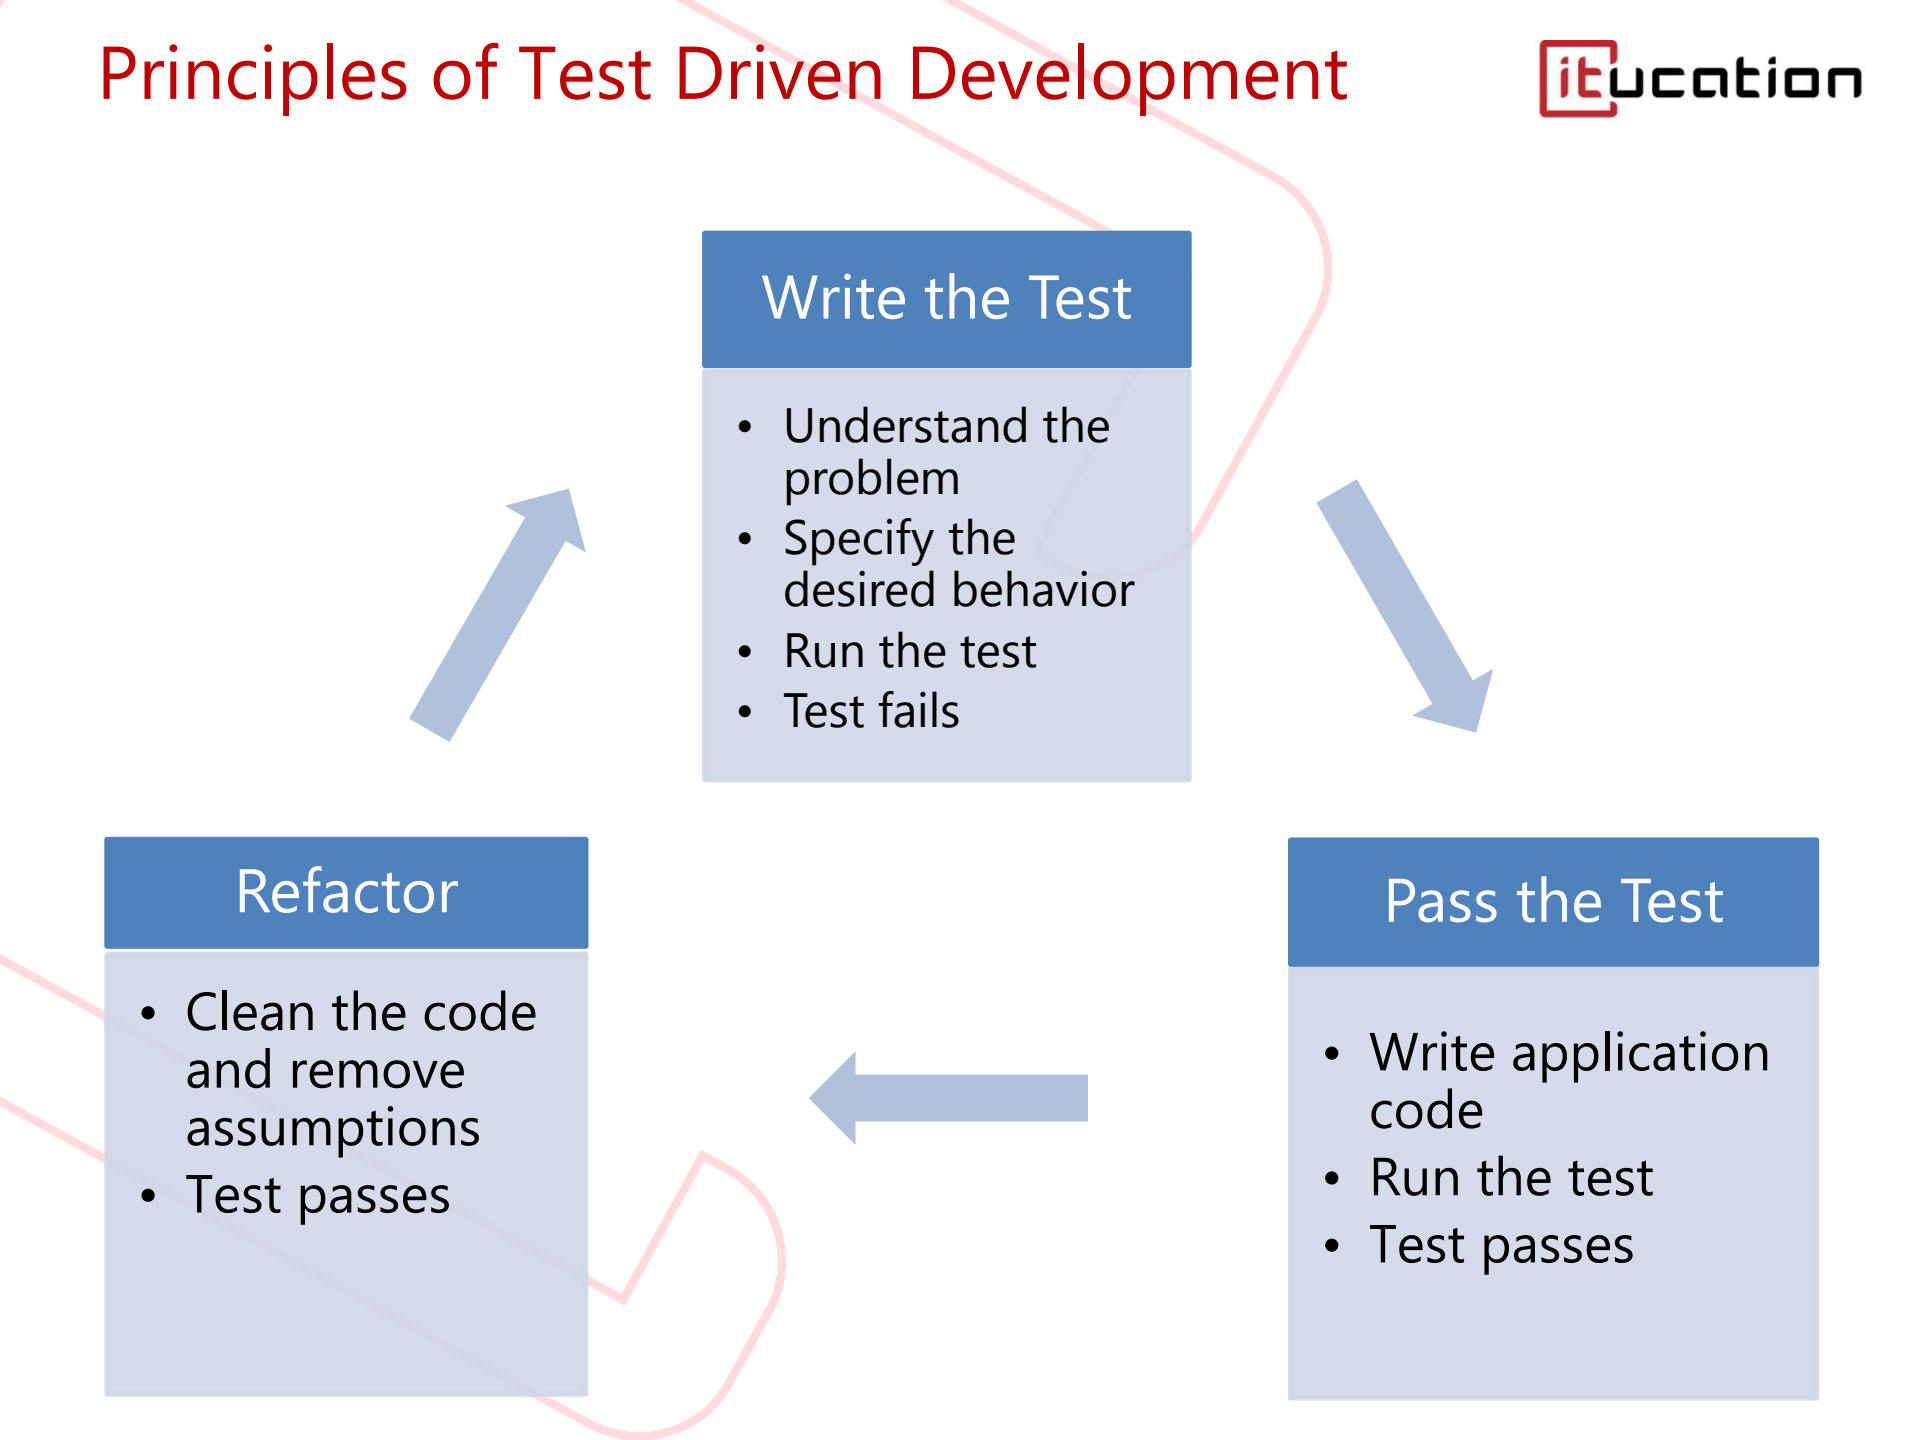 Principles of Test Driven Development
itucation
Write the Test
• Understand the
problem
• Specify the
desired behavior
• Run the test
• Test fails
Refactor
• Clean the code
and remove
assumptions
• Test passes
Pass the Test
• Write application
code
• Run the test
• Test passes